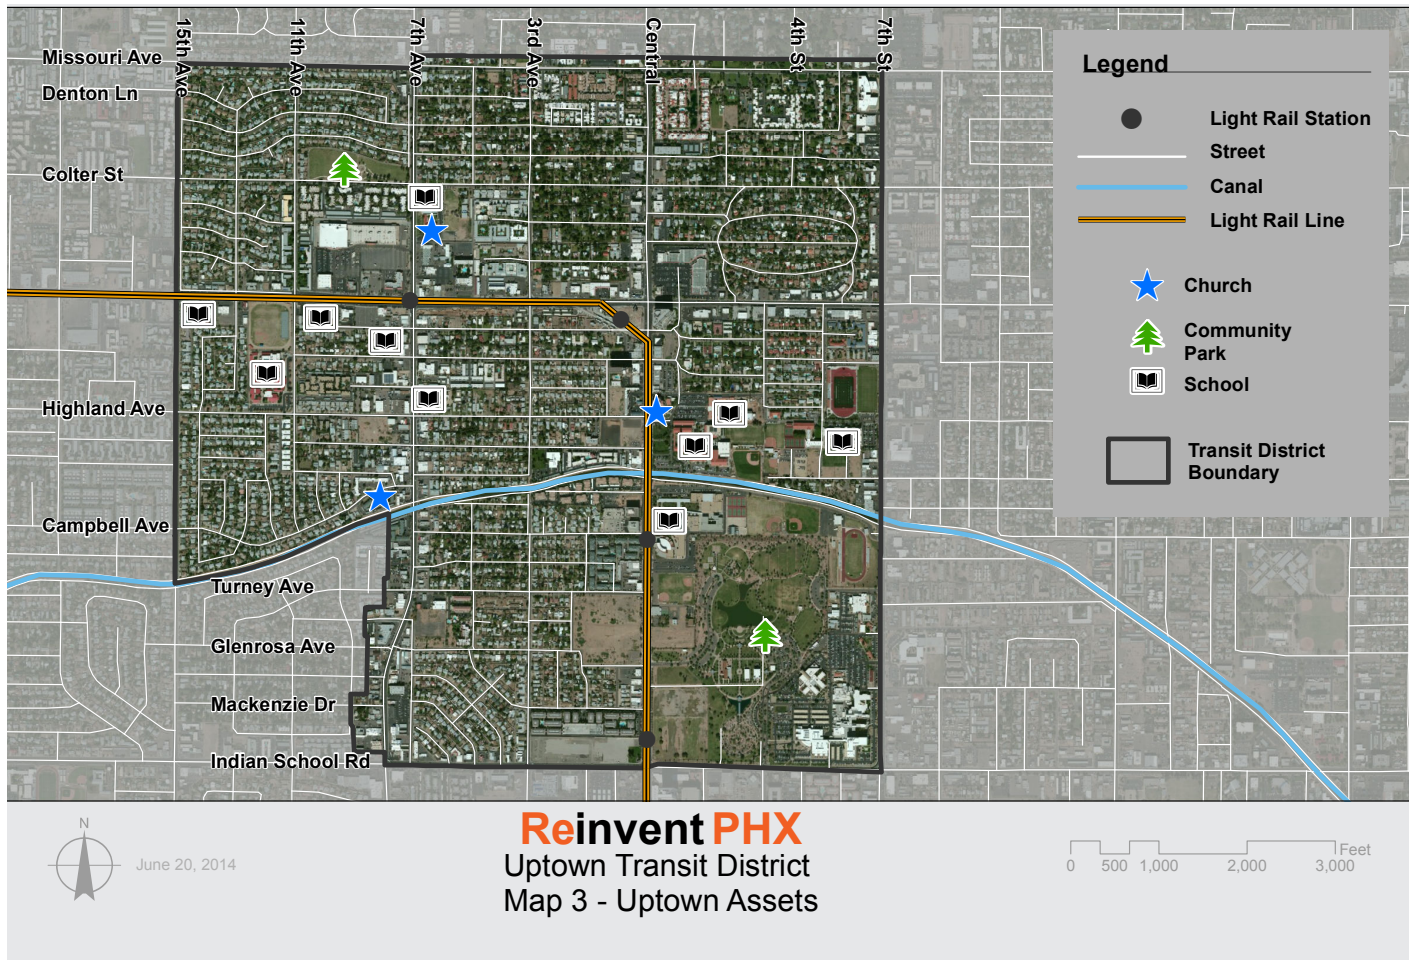 15th Ave
11th Ave
7th Ave
3rd Ave
Central
4th St
7th St
Missouri Ave
Denton Ln
Colter St
Highland Ave
Campbell Ave
Turney Ave
Glenrosa Ave
Mackenzie Dr
Indian School Rd
Legend
Light Rail Station
Street
Canal
Light Rail Line
Church
Community
Park
School
Transit District
Boundary
N
June 20, 2014
Reinvent PHX
Uptown Transit District
Map 3 - Uptown Assets
Feet
0 500 1,000 2,000 3,000